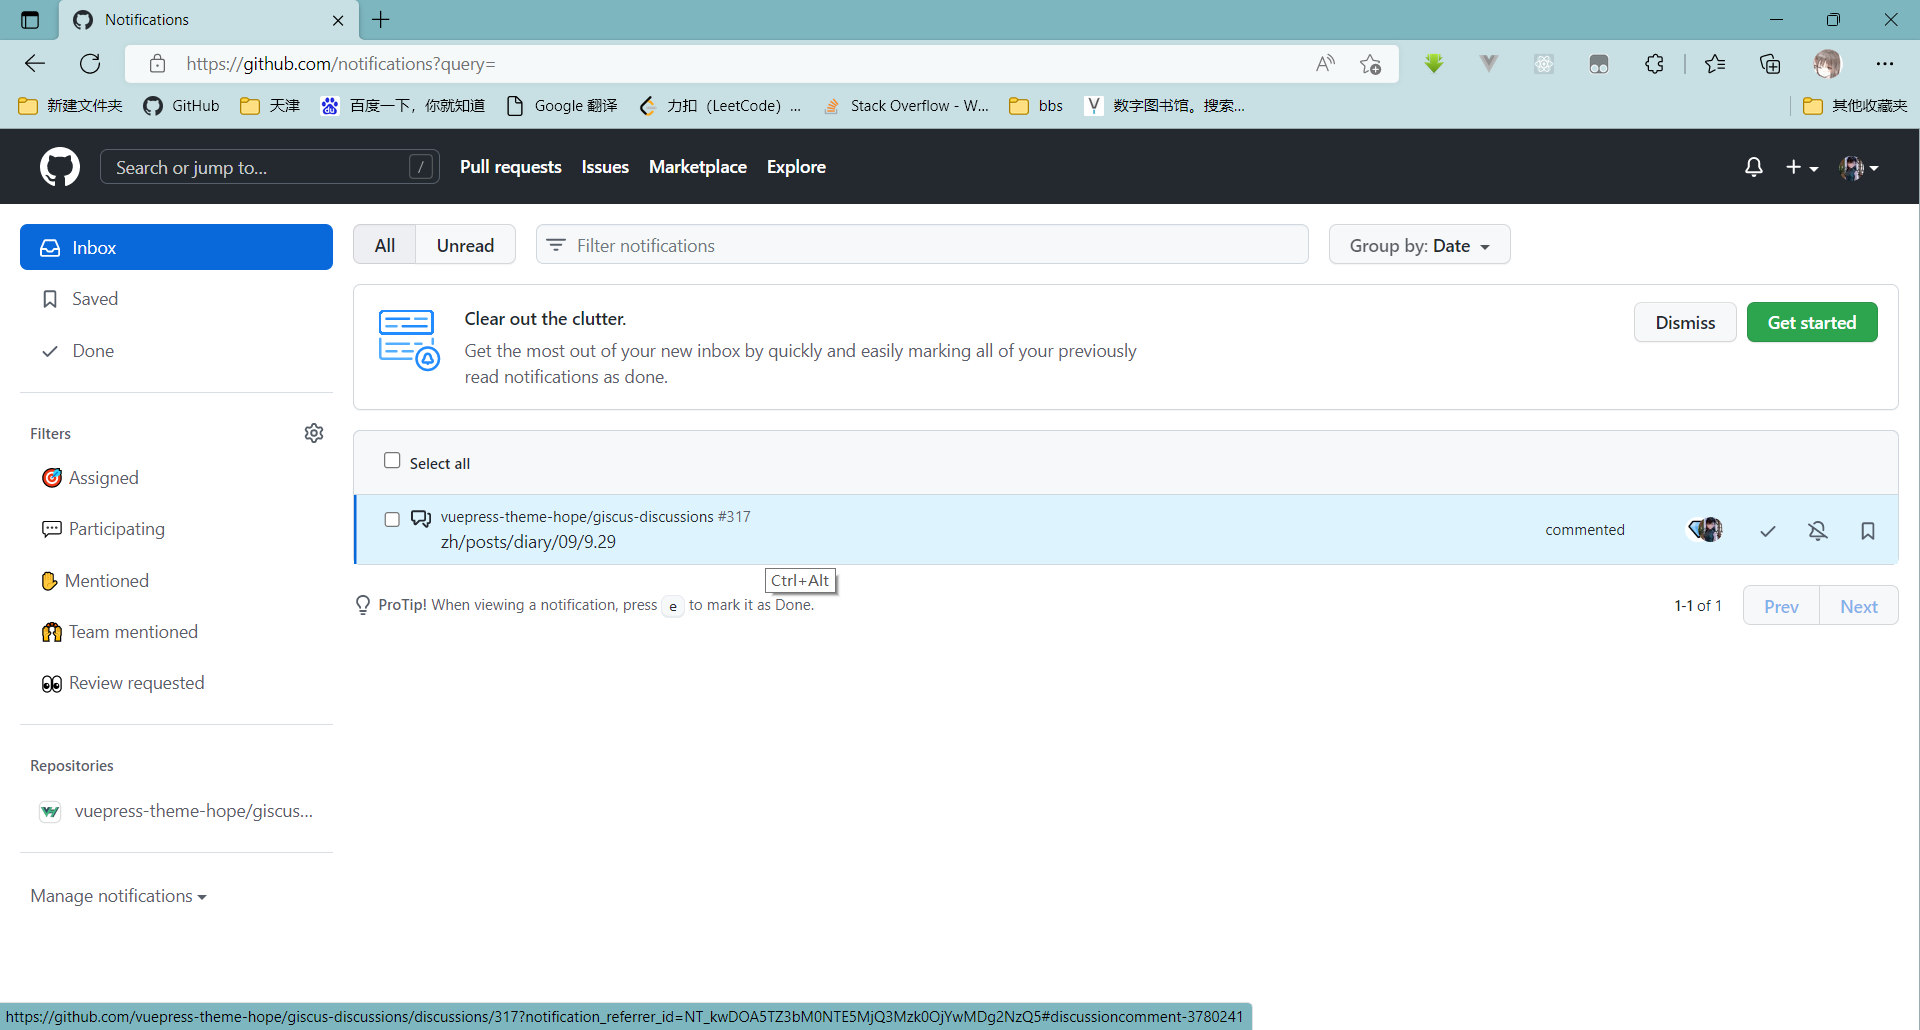 Notifications
https://github.com/notifications?query=
新建文件夹
GitHub
天津
百度一下，你就知道
Google 翻译
力扣（LeetCode）...
Stack Overflow - W...
bbs
数字图书馆。搜索...
其他收藏夹
Search or jump to...
/
Pull requests
Issues
Marketplace
Explore
Inbox
Saved
Done
Filters
Assigned
Participating
Mentioned
Team mentioned
Review requested
Repositories
vuepress-theme-hope/giscus...
Manage notifications
All
Unread
Filter notifications
Group by: Date
Clear out the clutter.
Get the most out of your new inbox by quickly and easily marking all of your previously
read notifications as done.
Dismiss
Get started
Select all
vuepress-theme-hope/giscus-discussions #317
zh/posts/diary/09/9.29
commented
Ctrl+Alt
ProTip! When viewing a notification, press e to mark it as Done.
1-1 of 1
Prev
Next
https://github.com/vuepress-theme-hope/giscus-discussions/discussions/317?notification_referrer_id=NT_kwDOA5TZ3bM0NTE5MjQ3Mzk0OjYwMDg2NzQ5#discussioncomment-3780241